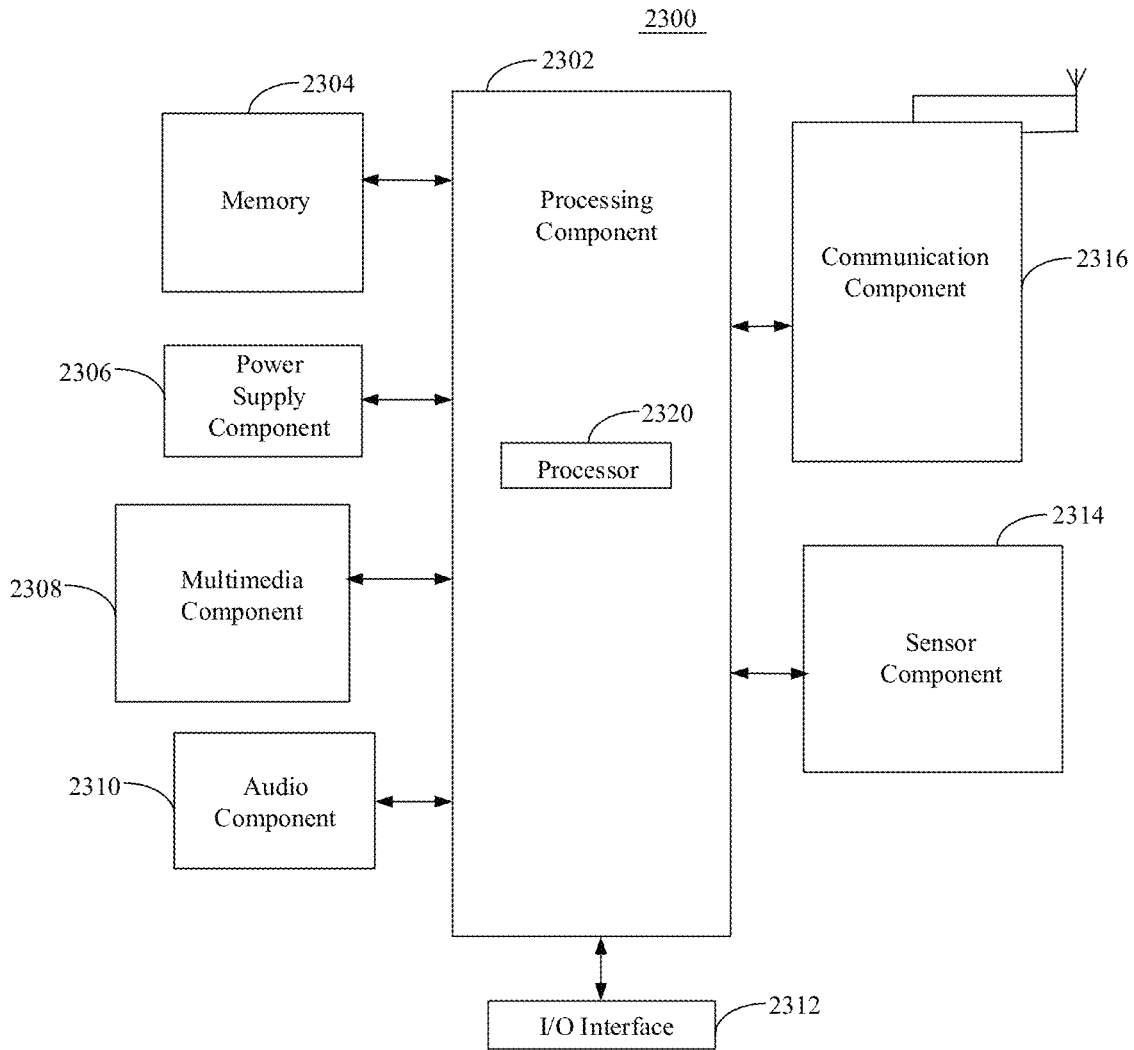 2300
2302
2304
Memory
Processing
Component
Communication
Component
2316
2306
Power
Supply
Component
2320
Processor
2308
Multimedia
Component
2314
Sensor
Component
2310
Audio
Component
I/O Interface
2312